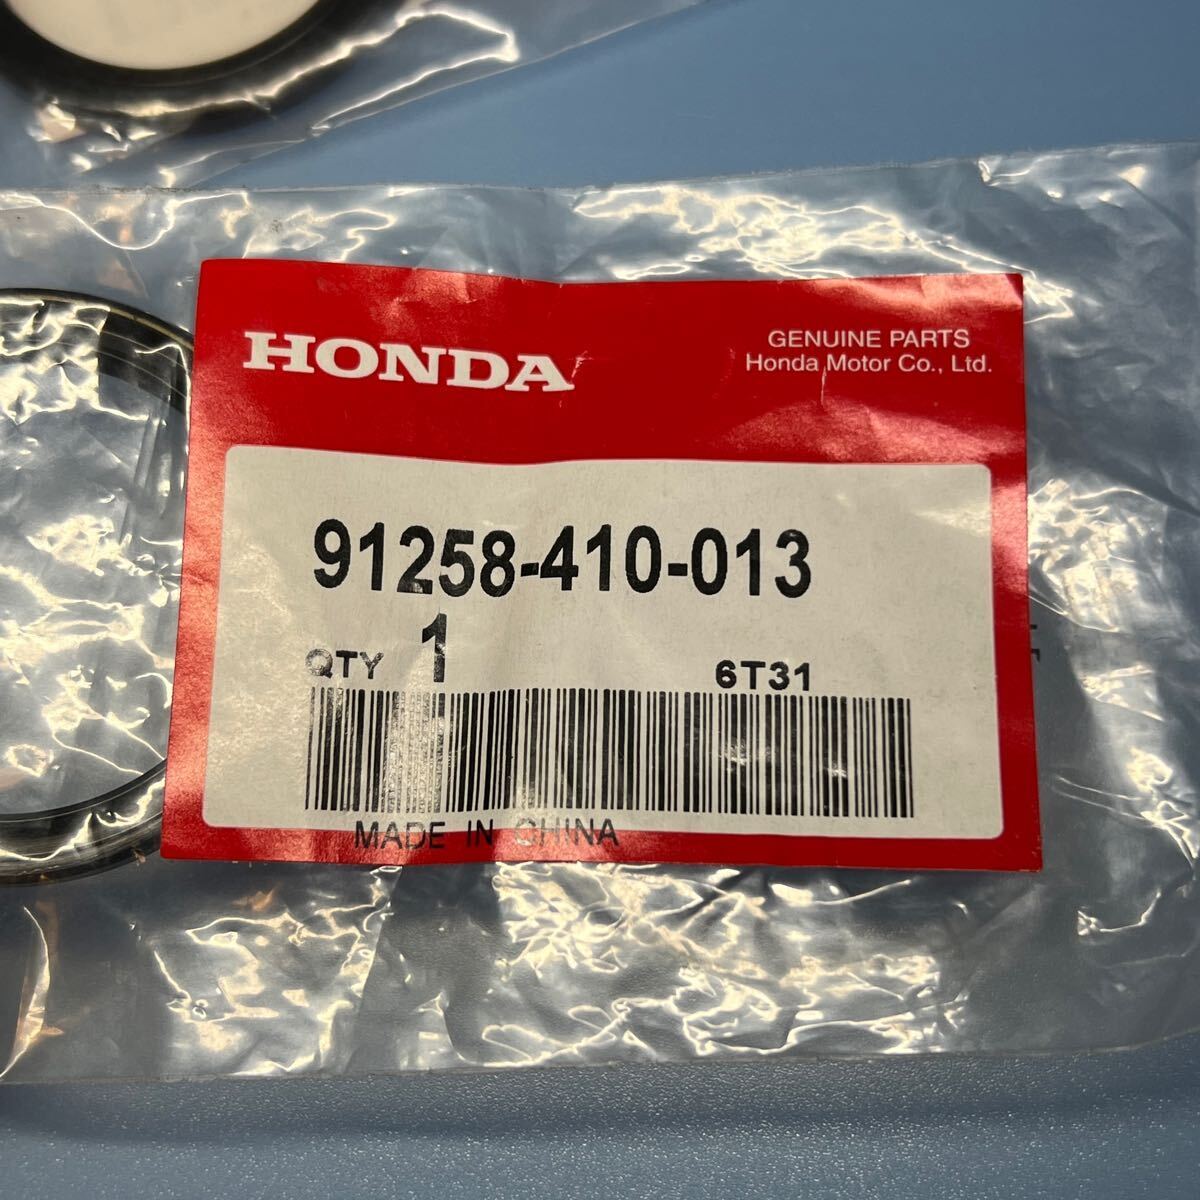 HONDA
GENUINE PARTS
Honda Motor Co., Ltd.
91258-410-013
QTY 1
6T31
MADE IN CHINA